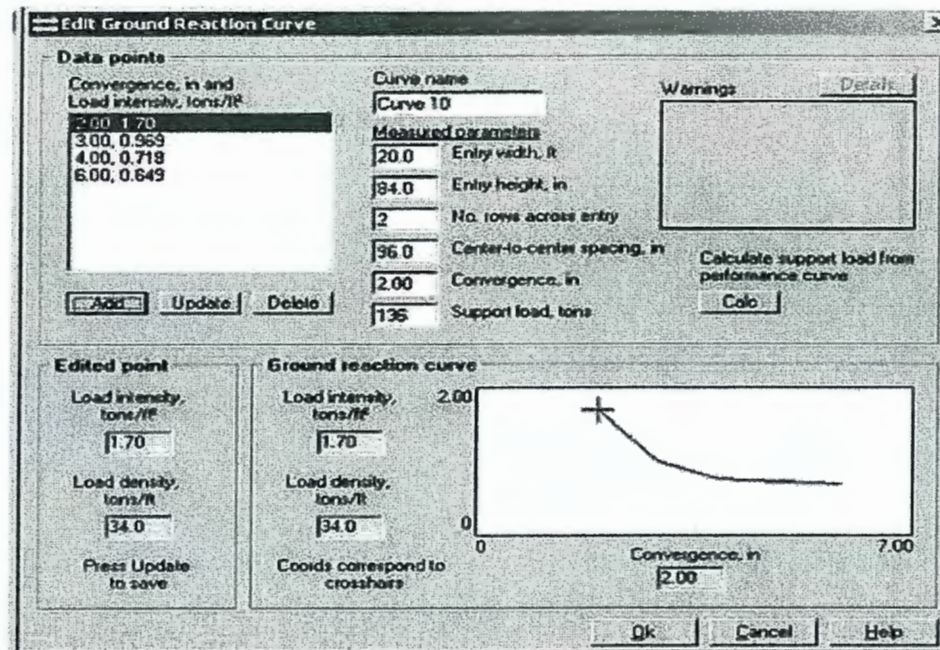 Edit Ground Reaction Curve
Data points
Convergence, in and
Load intensity, tons/ft²
2.00, 1.70
3.00, 0.969
4.00, 0.718
6.00, 0.649
Add Update Delete
Curve name
Curve 10
Measured parameters
20.0 Entry width, ft
84.0 Entry height, in
2 No. rows across entry
96.0 Center-to-center spacing, in
2.00 Convergence, in
136 Support load, tons
Warnings Details
Calculate support load from
performance curve
Calc
Edited point
Load intensity,
tons/ft²
1.70
Load density,
tons/ft
34.0
Press Update
to save
Ground reaction curve
Load intensity,
tons/ft²
1.70
Load density,
tons/ft
34.0
Coords correspond to
crosshairs
2.00
0
0 7.00
Convergence, in
2.00
Ok Cancel Help